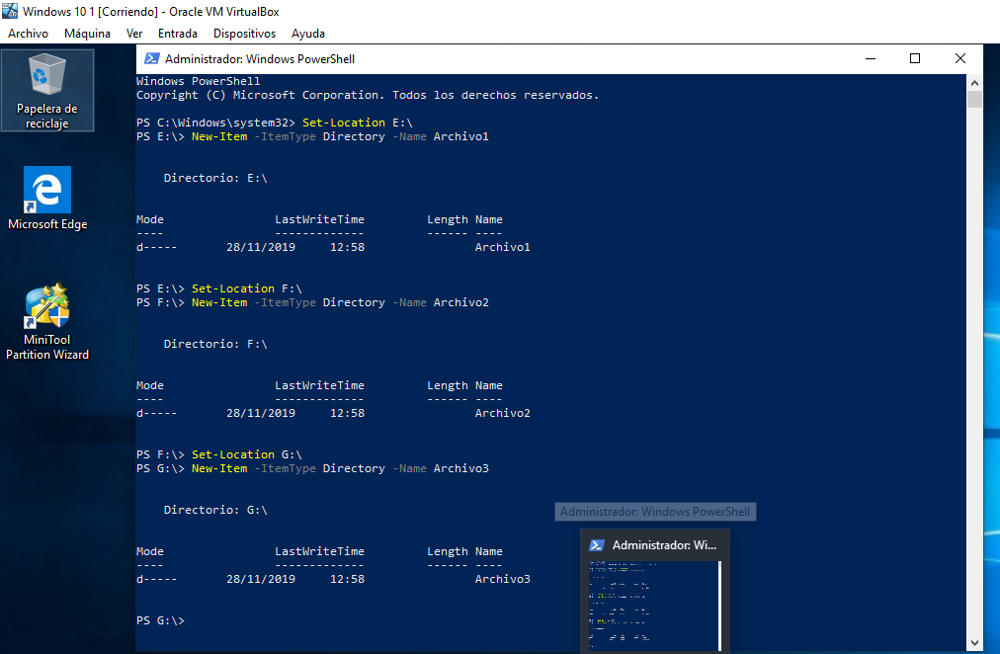 Windows 10 1 [Corriendo] - Oracle VM VirtualBox
Archivo Máquina Ver Entrada Dispositivos Ayuda
Papelera de
reciclaje
Microsoft Edge
MiniTool
Partition Wizard
Administrador: Windows PowerShell
Windows PowerShell
Copyright (C) Microsoft Corporation. Todos los derechos reservados.
PS C:\Windows\system32> Set-Location E:\
PS E:\> New-Item -ItemType Directory -Name Archivo1
Directorio: E:\
Mode LastWriteTime Length Name
---- ------------- ------ ----
d----- 28/11/2019 12:58 Archivo1
PS E:\> Set-Location F:\
PS F:\> New-Item -ItemType Directory -Name Archivo2
Directorio: F:\
Mode LastWriteTime Length Name
---- ------------- ------ ----
d----- 28/11/2019 12:58 Archivo2
PS F:\> Set-Location G:\
PS G:\> New-Item -ItemType Directory -Name Archivo3
Directorio: G:\
Mode LastWriteTime Length Name
---- ------------- ------ ----
d----- 28/11/2019 12:58 Archivo3
PS G:\>
Administrador: Windows PowerShell
Administrador: Wi...